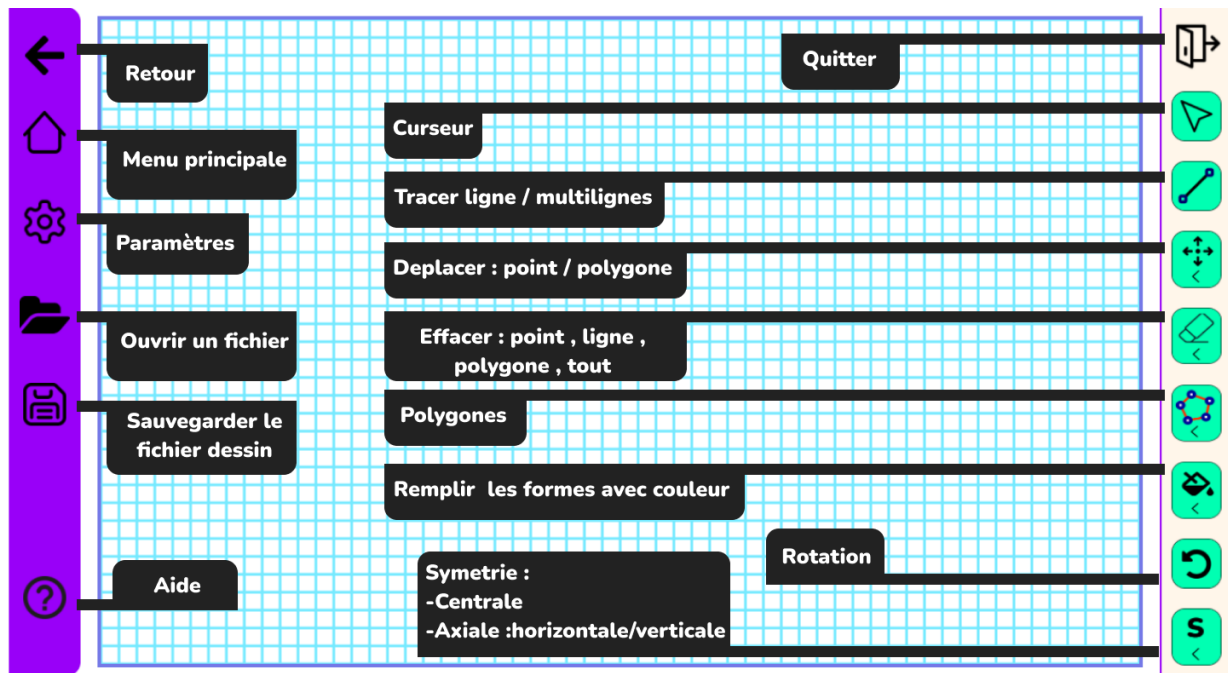 Retour
Menu principale
Paramètres
Ouvrir un fichier
Sauvegarder le
fichier dessin
Aide
Quitter
Curseur
Tracer ligne / multilignes
Deplacer : point / polygone
Effacer : point , ligne ,
polygone , tout
Polygones
Remplir les formes avec couleur
Rotation
Symetrie :
-Centrale
-Axiale :horizontale/verticale
S